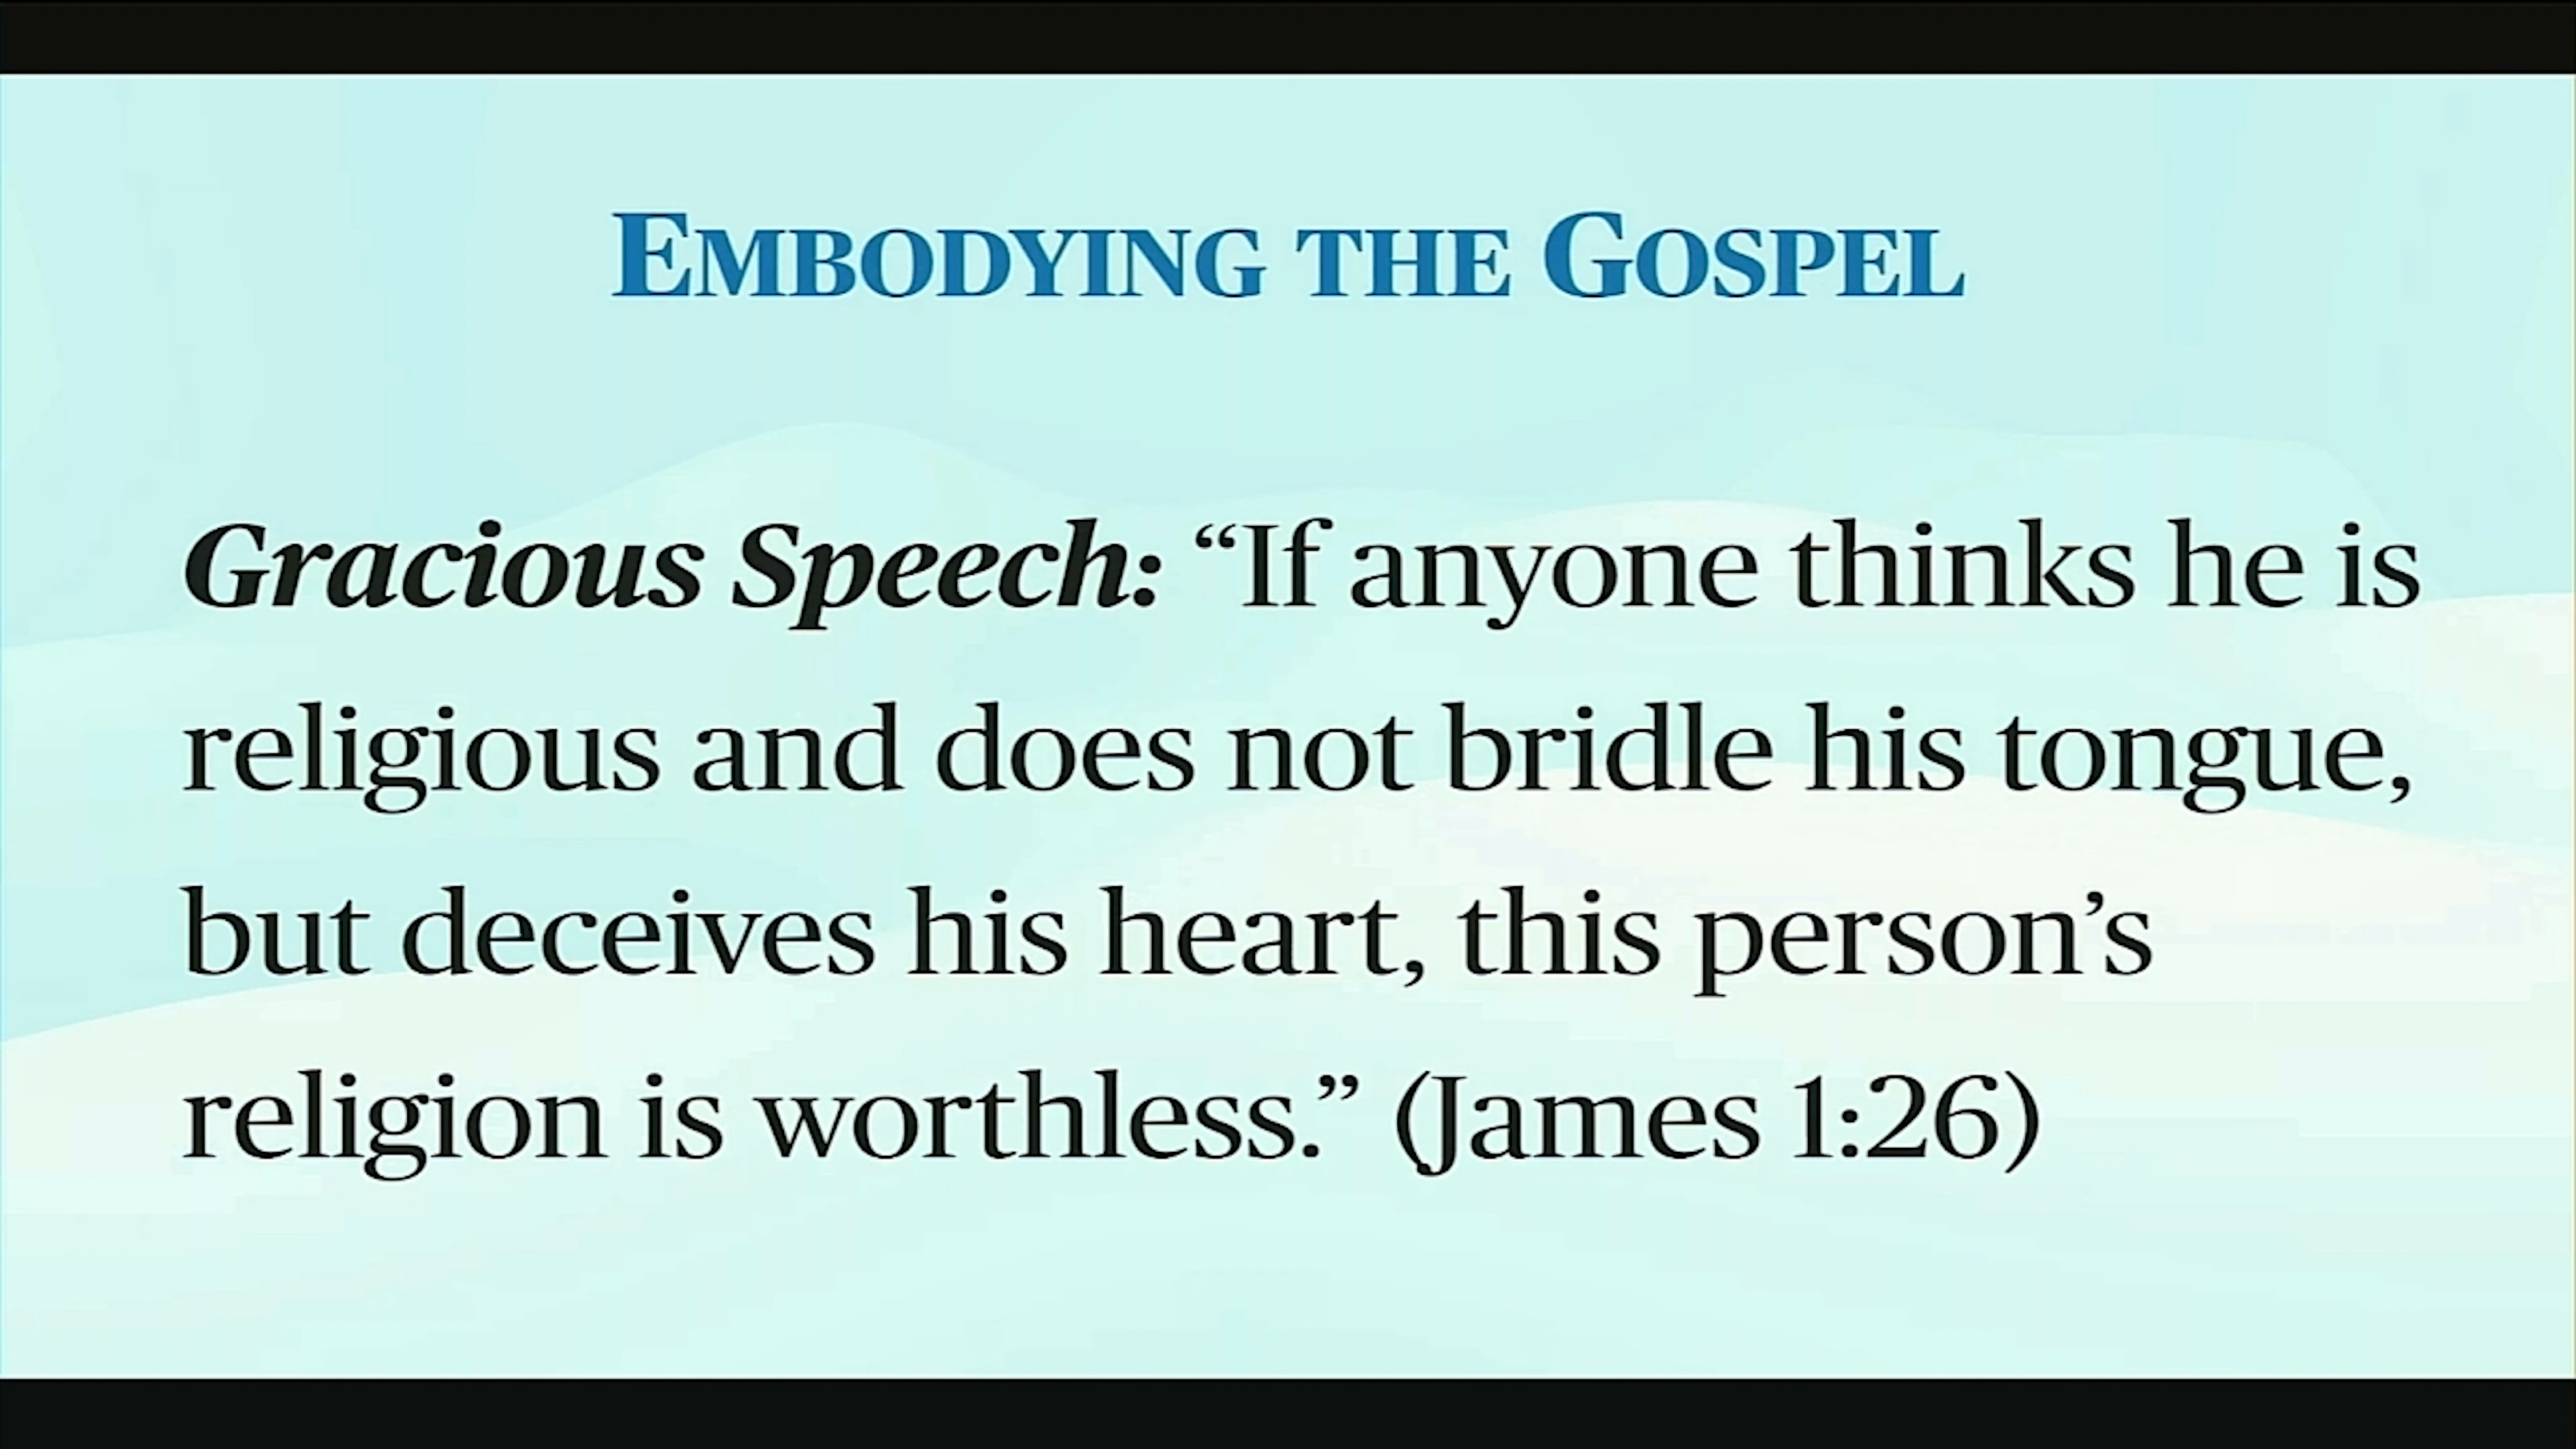 EMBODYING THE GOSPEL
Gracious Speech: “If anyone thinks he is
religious and does not bridle his tongue,
but deceives his heart, this person’s
religion is worthless.” (James 1:26)